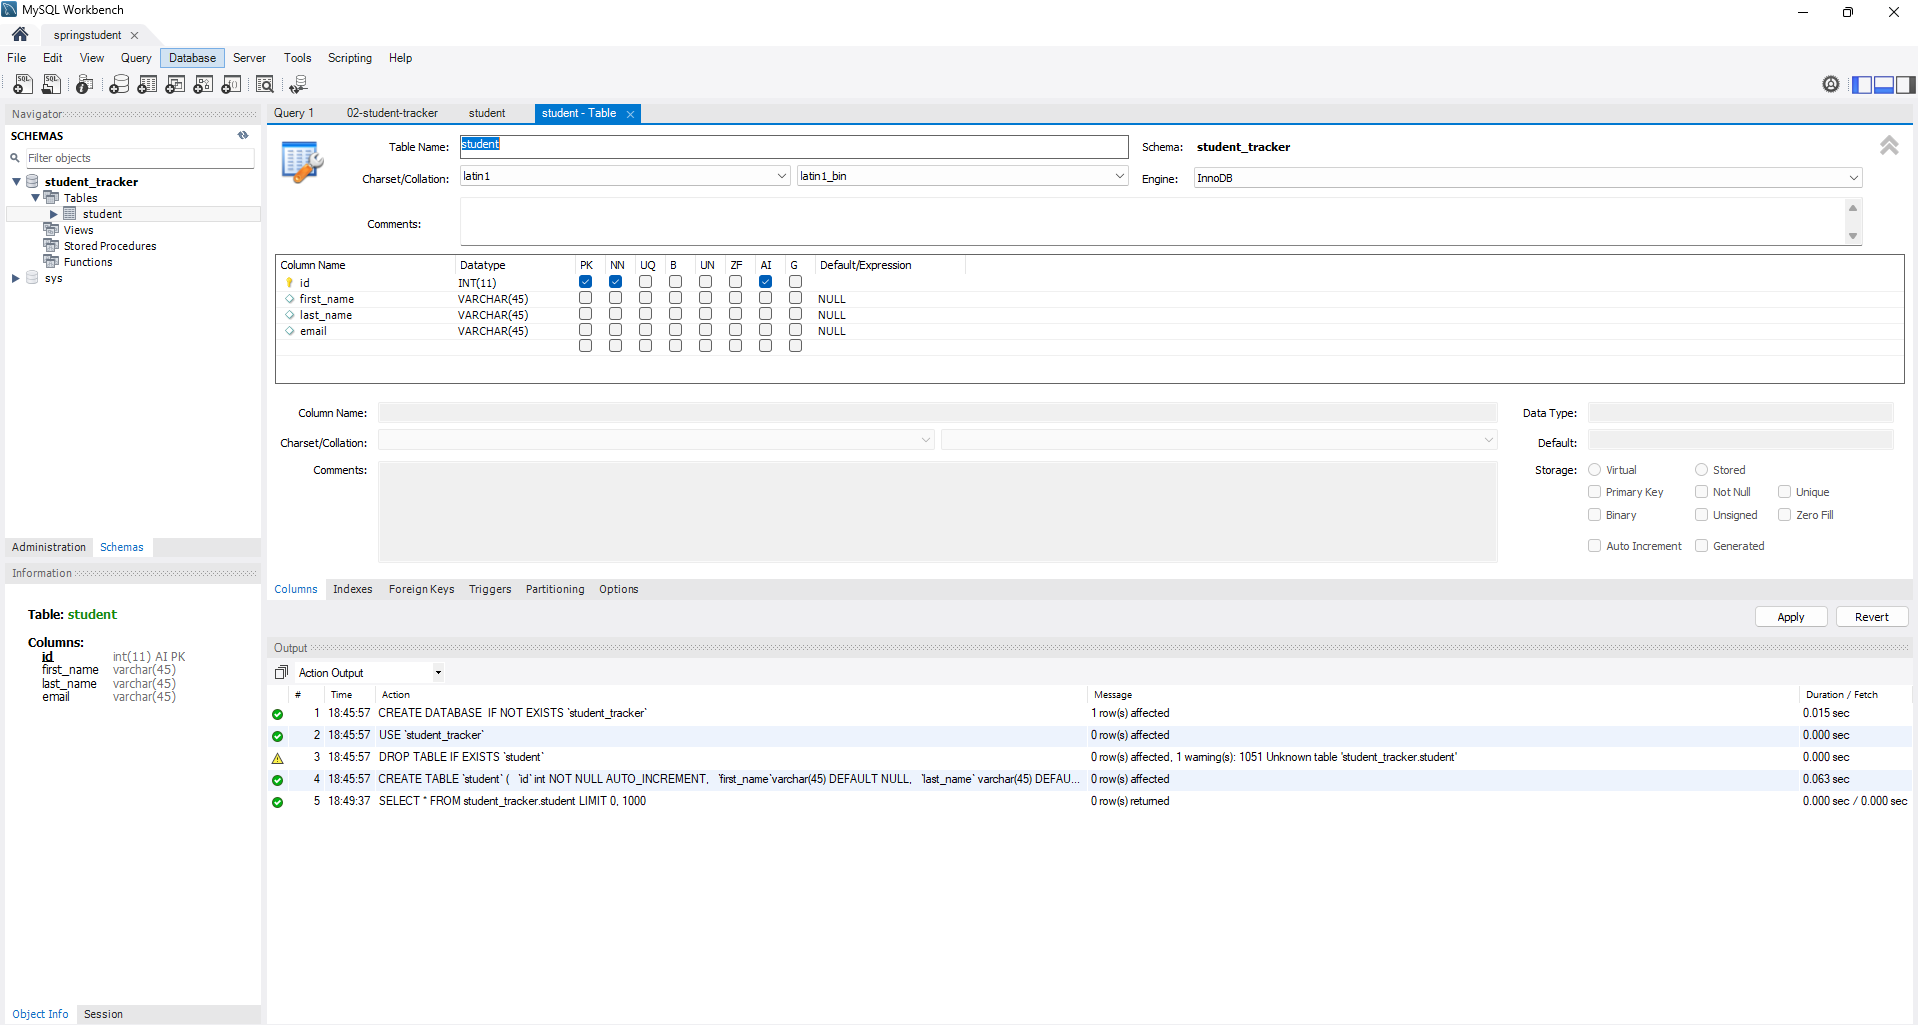 MySQL Workbench
springstudent
File Edit View Query Database Server Tools Scripting Help
Navigator
SCHEMAS
Filter objects
student_tracker
Tables
student
Views
Stored Procedures
Functions
sys
Administration Schemas
Information
Table: student
Columns:
id int(11) AI PK
first_name varchar(45)
last_name varchar(45)
email varchar(45)
Object Info Session
Query 1 02-student-tracker student student - Table
Table Name: student Schema: student_tracker
Charset/Collation: latin1 latin1_bin Engine: InnoDB
Comments:
Column Name Datatype PK NN UQ B UN ZF AI G Default/Expression
id INT(11)
first_name VARCHAR(45) NULL
last_name VARCHAR(45) NULL
email VARCHAR(45) NULL
Column Name: Data Type:
Charset/Collation: Default:
Comments: Storage: Virtual Stored
Primary Key Not Null Unique
Binary Unsigned Zero Fill
Auto Increment Generated
Columns Indexes Foreign Keys Triggers Partitioning Options
Apply Revert
Output
Action Output
# Time Action Message Duration / Fetch
1 18:45:57 CREATE DATABASE IF NOT EXISTS `student_tracker` 1 row(s) affected 0.015 sec
2 18:45:57 USE `student_tracker` 0 row(s) affected 0.000 sec
3 18:45:57 DROP TABLE IF EXISTS `student` 0 row(s) affected, 1 warning(s): 1051 Unknown table 'student_tracker.student' 0.000 sec
4 18:45:57 CREATE TABLE `student` ( `id` int NOT NULL AUTO_INCREMENT, `first_name` varchar(45) DEFAULT NULL, `last_name` varchar(45) DEFAU... 0 row(s) affected 0.063 sec
5 18:49:37 SELECT * FROM student_tracker.student LIMIT 0, 1000 0 row(s) returned 0.000 sec / 0.000 sec